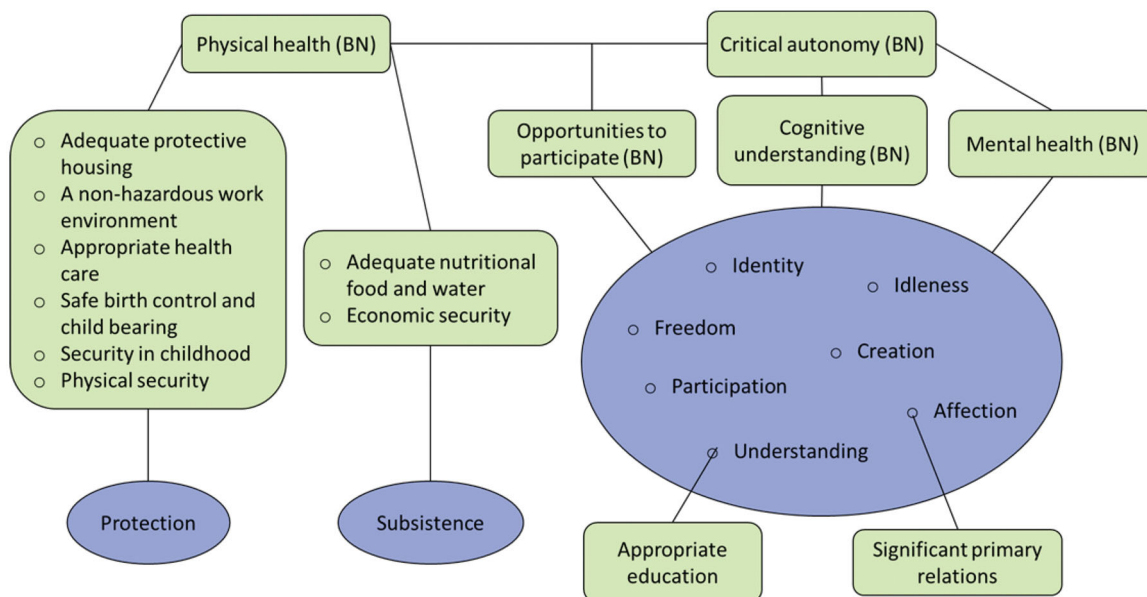 Physical health (BN)
Critical autonomy (BN)
Opportunities to
participate (BN)
Cognitive
understanding (BN)
Mental health (BN)
○ Adequate protective
housing
○ A non-hazardous work
environment
○ Appropriate health
care
○ Safe birth control and
child bearing
○ Security in childhood
○ Physical security
○ Adequate nutritional
food and water
○ Economic security
○ Identity
○ Idleness
○ Freedom
○ Creation
○ Participation
○ Affection
○ Understanding
Protection
Subsistence
Appropriate
education
Significant primary
relations